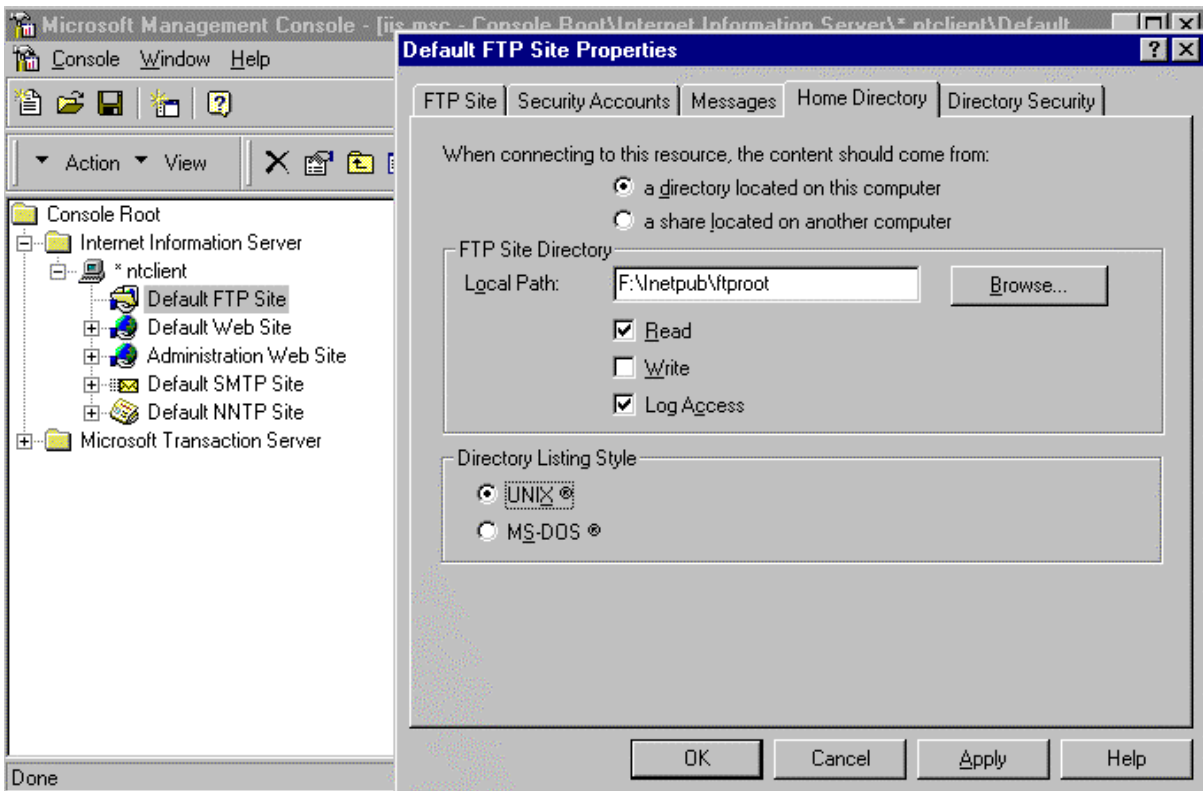 Microsoft Management Console - [iis.msc - Console Root\Internet Information Server\* ntclient\Default
Console Window Help
Action View
Console Root
Internet Information Server
* ntclient
Default FTP Site
Default Web Site
Administration Web Site
Default SMTP Site
Default NNTP Site
Microsoft Transaction Server
Done
Default FTP Site Properties
FTP Site Security Accounts Messages Home Directory Directory Security
When connecting to this resource, the content should come from:
a directory located on this computer
a share located on another computer
FTP Site Directory
Local Path: F:\Inetpub\ftproot Browse...
Read
Write
Log Access
Directory Listing Style
UNIX ®
MS-DOS ®
OK Cancel Apply Help